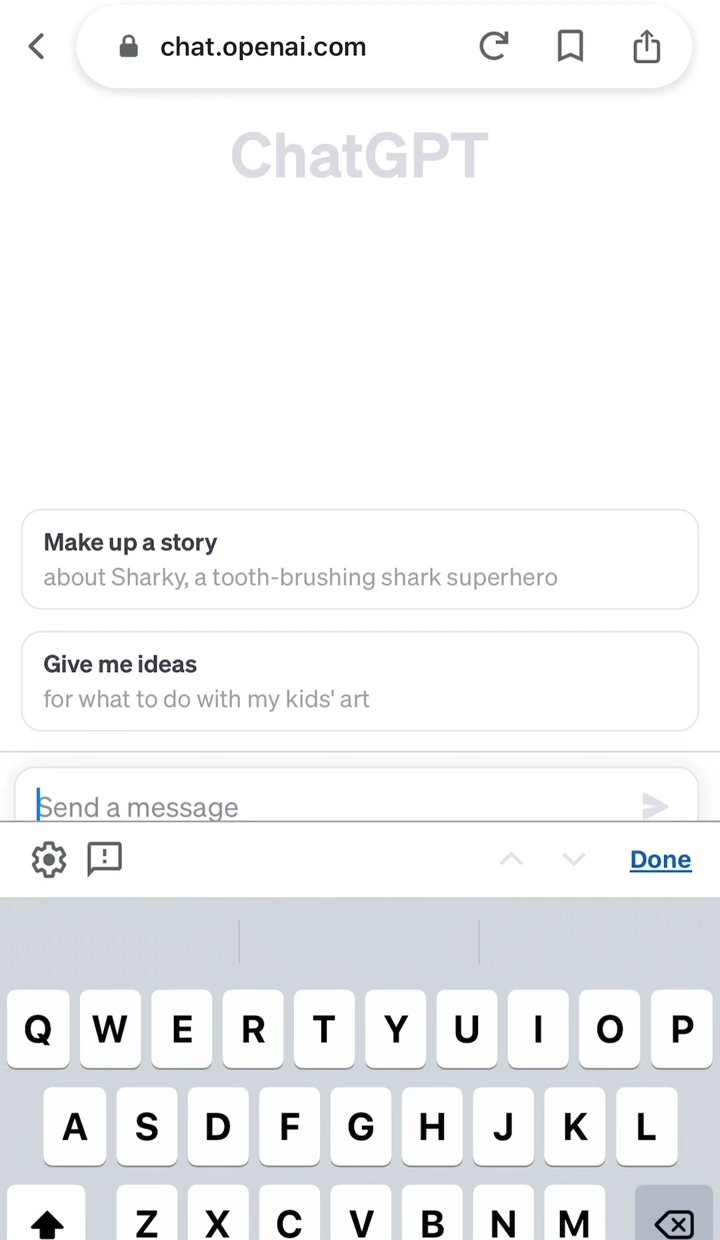 chat.openai.com
ChatGPT
Make up a story
about Sharky, a tooth-brushing shark superhero
Give me ideas
for what to do with my kids' art
Send a message
Done
Q W E R T Y U I O P
A S D F G H J K L
Z X C V B N M